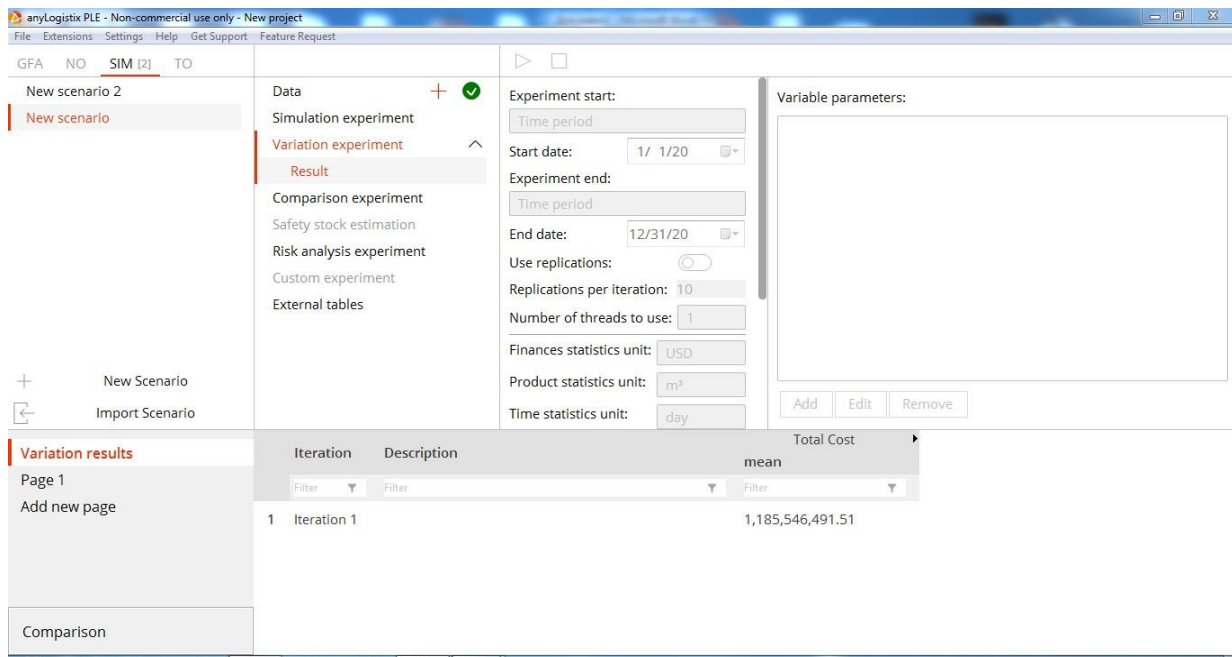 anyLogistix PLE - Non-commercial use only - New project
File Extensions Settings Help Get Support Feature Request
GFA NO SIM [2] TO
New scenario 2
New scenario
New Scenario
Import Scenario
Data
Simulation experiment
Variation experiment
Result
Comparison experiment
Safety stock estimation
Risk analysis experiment
Custom experiment
External tables
Experiment start:
Time period
Start date: 1/ 1/20
Experiment end:
Time period
End date: 12/31/20
Use replications:
Replications per iteration: 10
Number of threads to use: 1
Finances statistics unit: USD
Product statistics unit: m³
Time statistics unit: day
Variable parameters:
Add Edit Remove
Variation results
Page 1
Add new page
Comparison
Total Cost
Iteration Description mean
Filter Filter Filter
1 Iteration 1 1,185,546,491.51